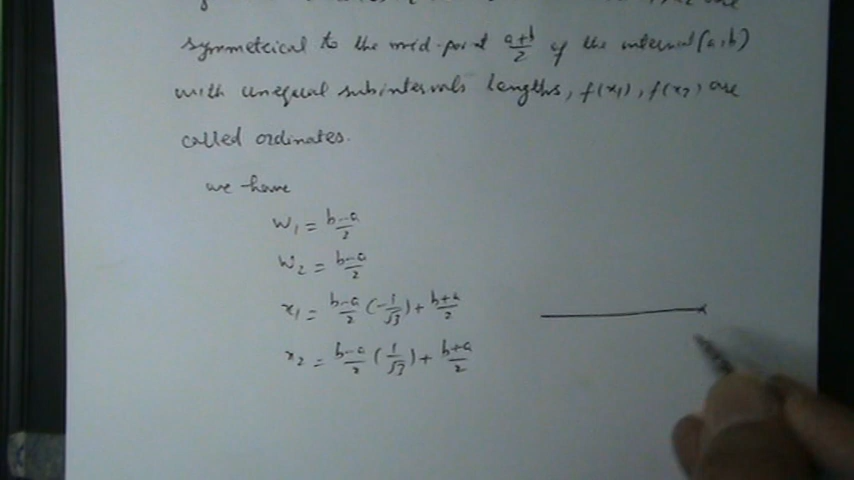 symmetrical to the mid-point a+b/2 of the interval (a,b)
with unequal subintervals lengths, f(x₁), f(x₂) are
called ordinates.
we have
w₁ = b-a/2
w₂ = b-a/2
x₁ = b-a/2 (-1/√3) + b+a/2
x₂ = b-a/2 (1/√3) + b+a/2